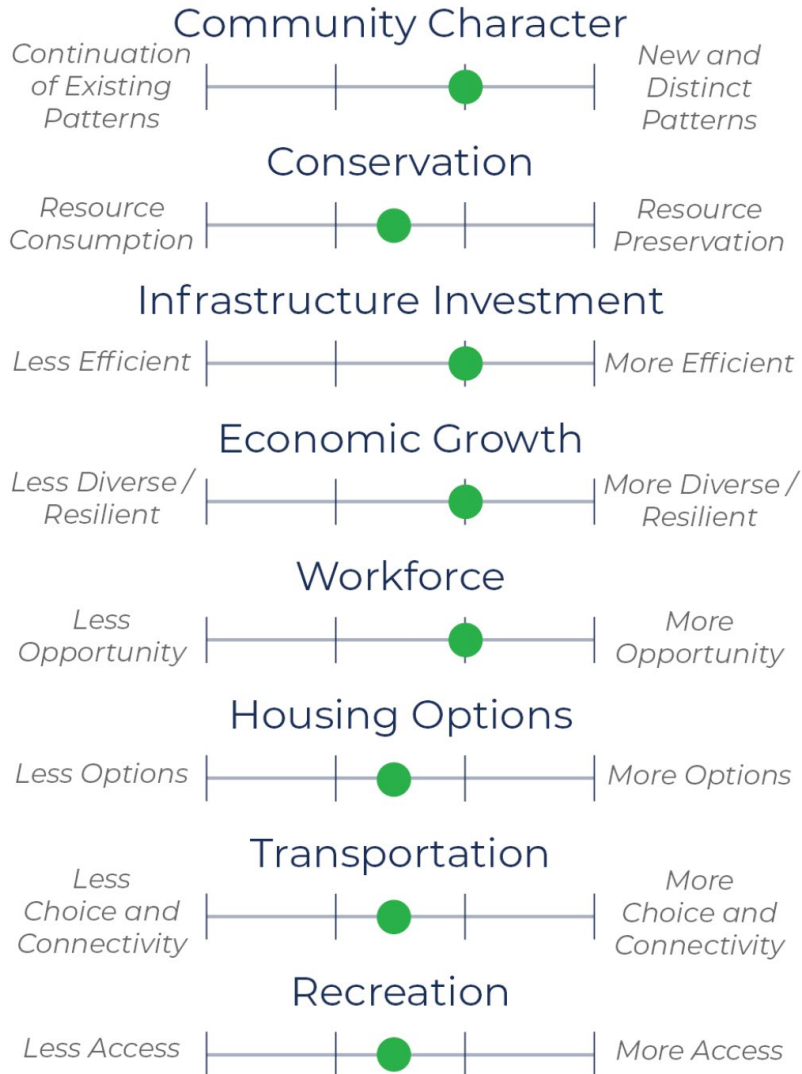 Community Character
Continuation
of Existing
Patterns
New and
Distinct
Patterns
Conservation
Resource
Consumption
Resource
Preservation
Infrastructure Investment
Less Efficient
More Efficient
Economic Growth
Less Diverse /
Resilient
More Diverse /
Resilient
Workforce
Less
Opportunity
More
Opportunity
Housing Options
Less Options
More Options
Transportation
Less
Choice and
Connectivity
More
Choice and
Connectivity
Recreation
Less Access
More Access